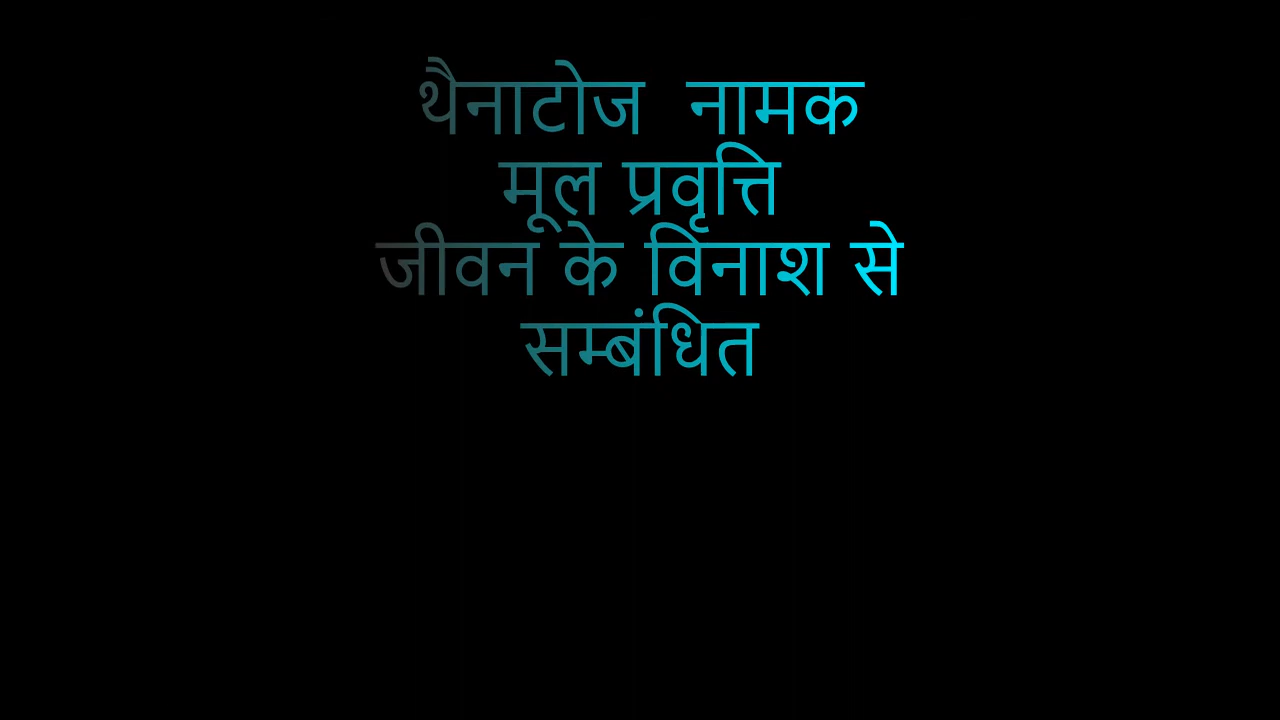 थैनाटोज नामक
मूल प्रवृत्ति
जीवन के विनाश से
सम्बंधित